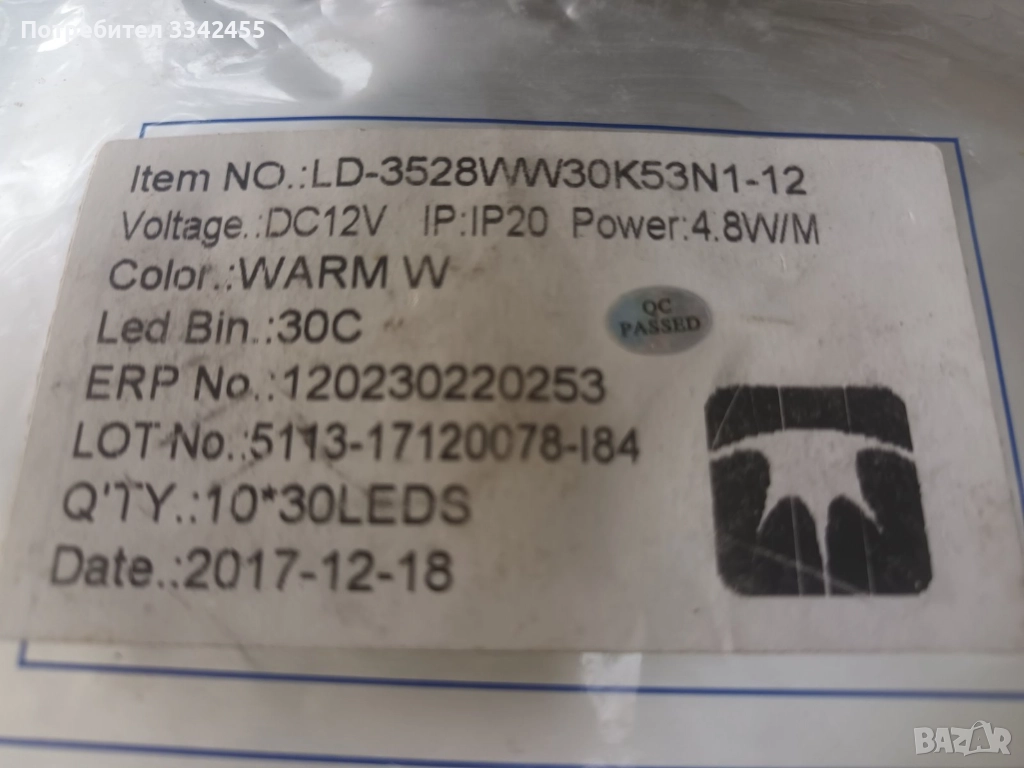 Потребител 3342455
Item NO.:LD-3528WW30K53N1-12
Voltage.:DC12V IP:IP20 Power:4.8W/M
Color.:WARM W
Led Bin.:30C
QC
PASSED
ERP No.:120230220253
LOT No.:5113-17120078-I84
Q'TY.:10*30LEDS
Date.:2017-12-18
BAZAR